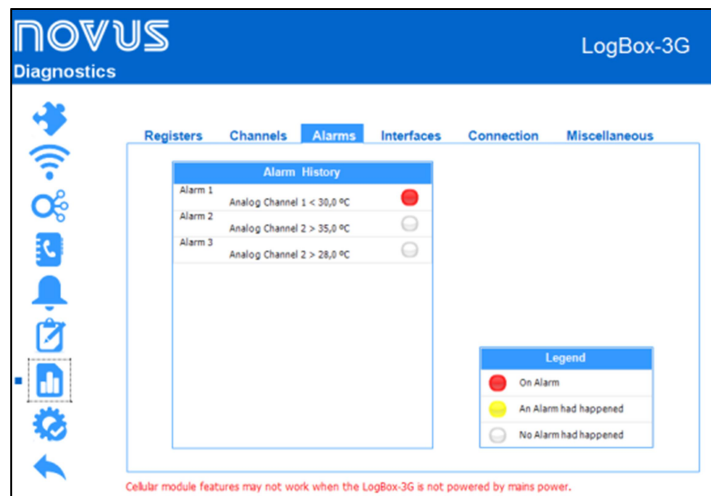 novus
LogBox-3G
Diagnostics
Registers Channels Alarms Interfaces Connection Miscellaneous
Alarm History
Alarm 1
Analog Channel 1 < 30,0 ºC
Alarm 2
Analog Channel 2 > 35,0 ºC
Alarm 3
Analog Channel 2 > 28,0 ºC
Legend
On Alarm
An Alarm had happened
No Alarm had happened
Cellular module features may not work when the LogBox-3G is not powered by mains power.